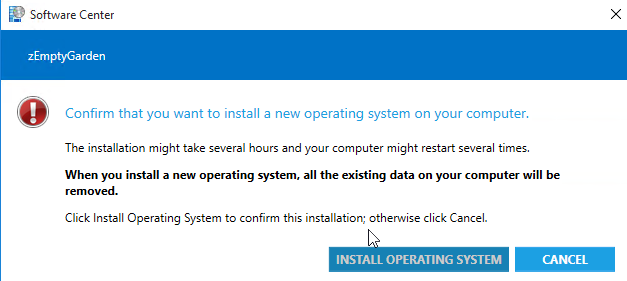 Software Center
zEmptyGarden
Confirm that you want to install a new operating system on your computer.
The installation might take several hours and your computer might restart several times.
When you install a new operating system, all the existing data on your computer will be
removed.
Click Install Operating System to confirm this installation; otherwise click Cancel.
INSTALL OPERATING SYSTEM
CANCEL